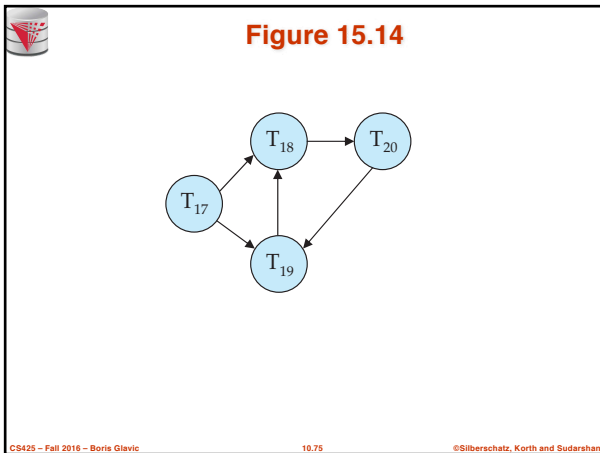 Figure 15.14
T18
T20
T17
T19
CS425 – Fall 2016 – Boris Glavic 10.75 ©Silberschatz, Korth and Sudarshan